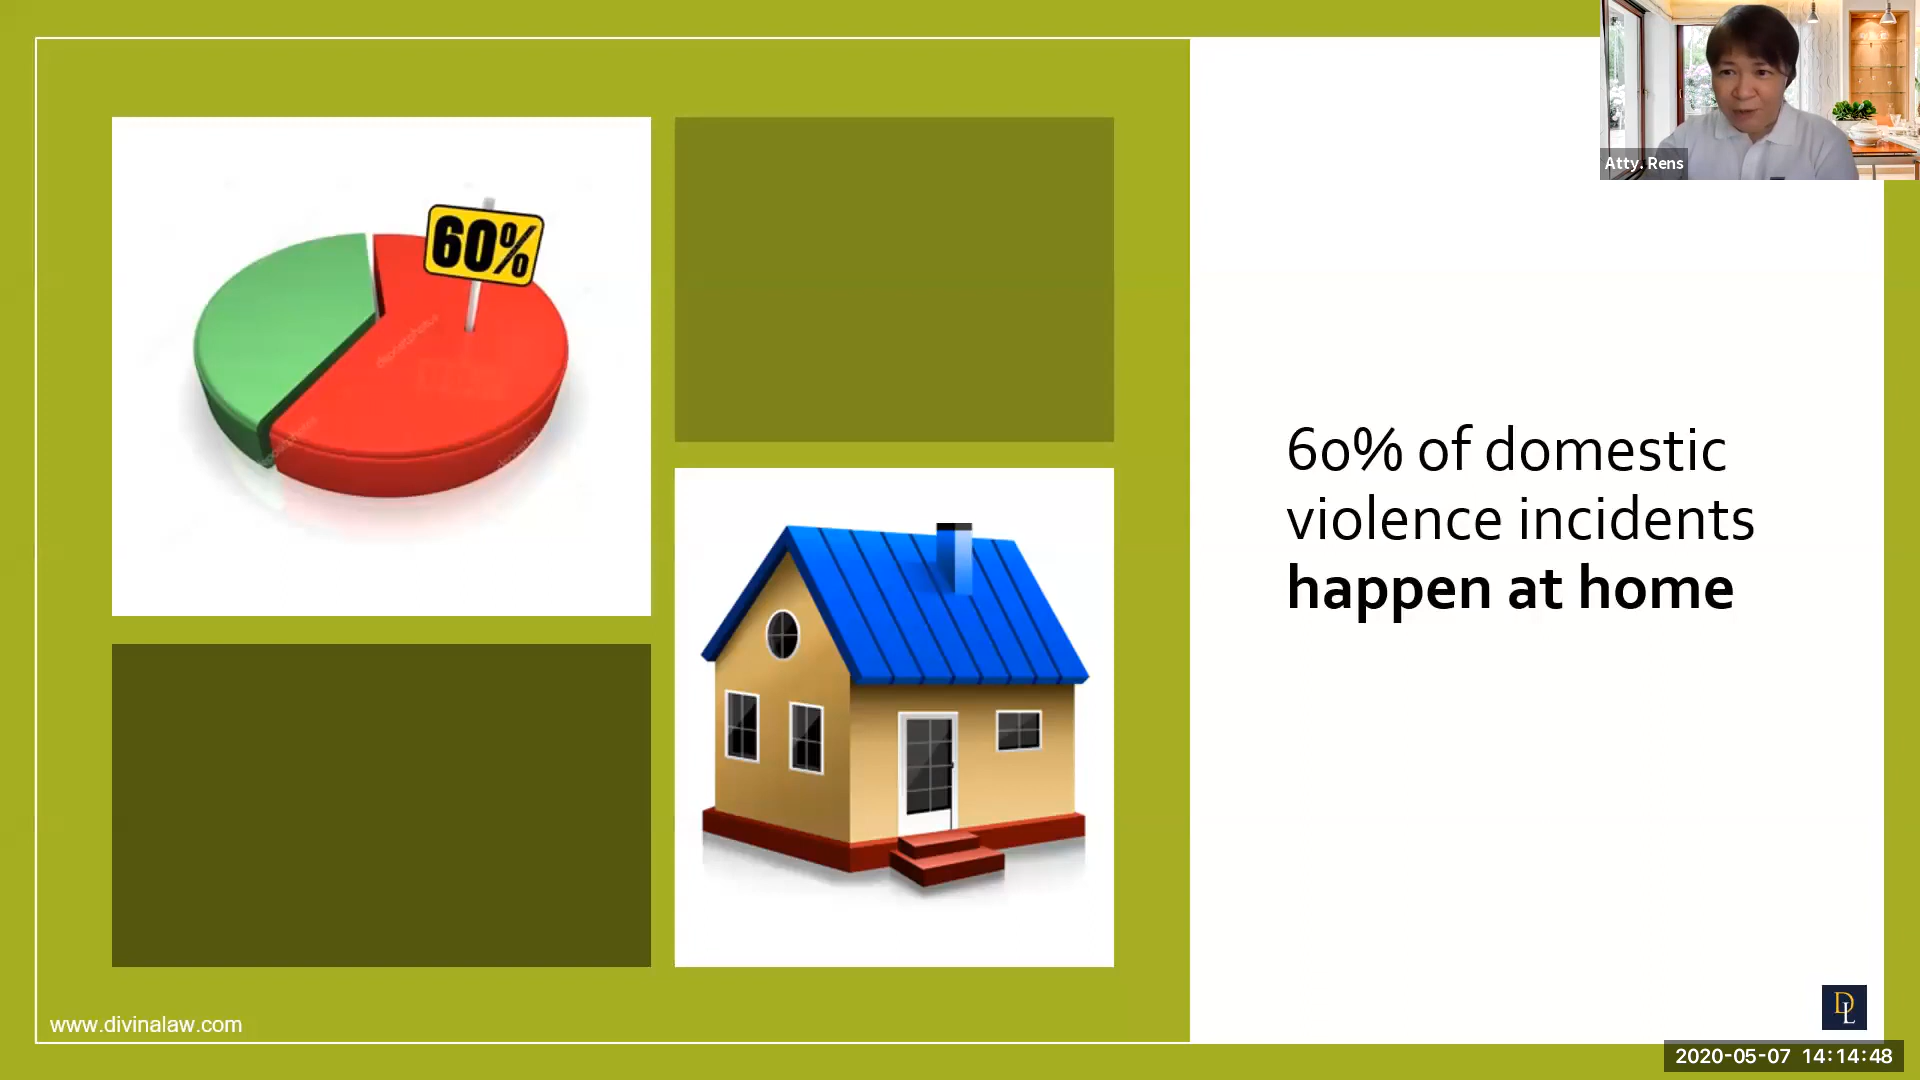 Atty. Rens
60%
60% of domestic
violence incidents
happen at home
www.divinalaw.com
DL
2020-05-07 14:14:48